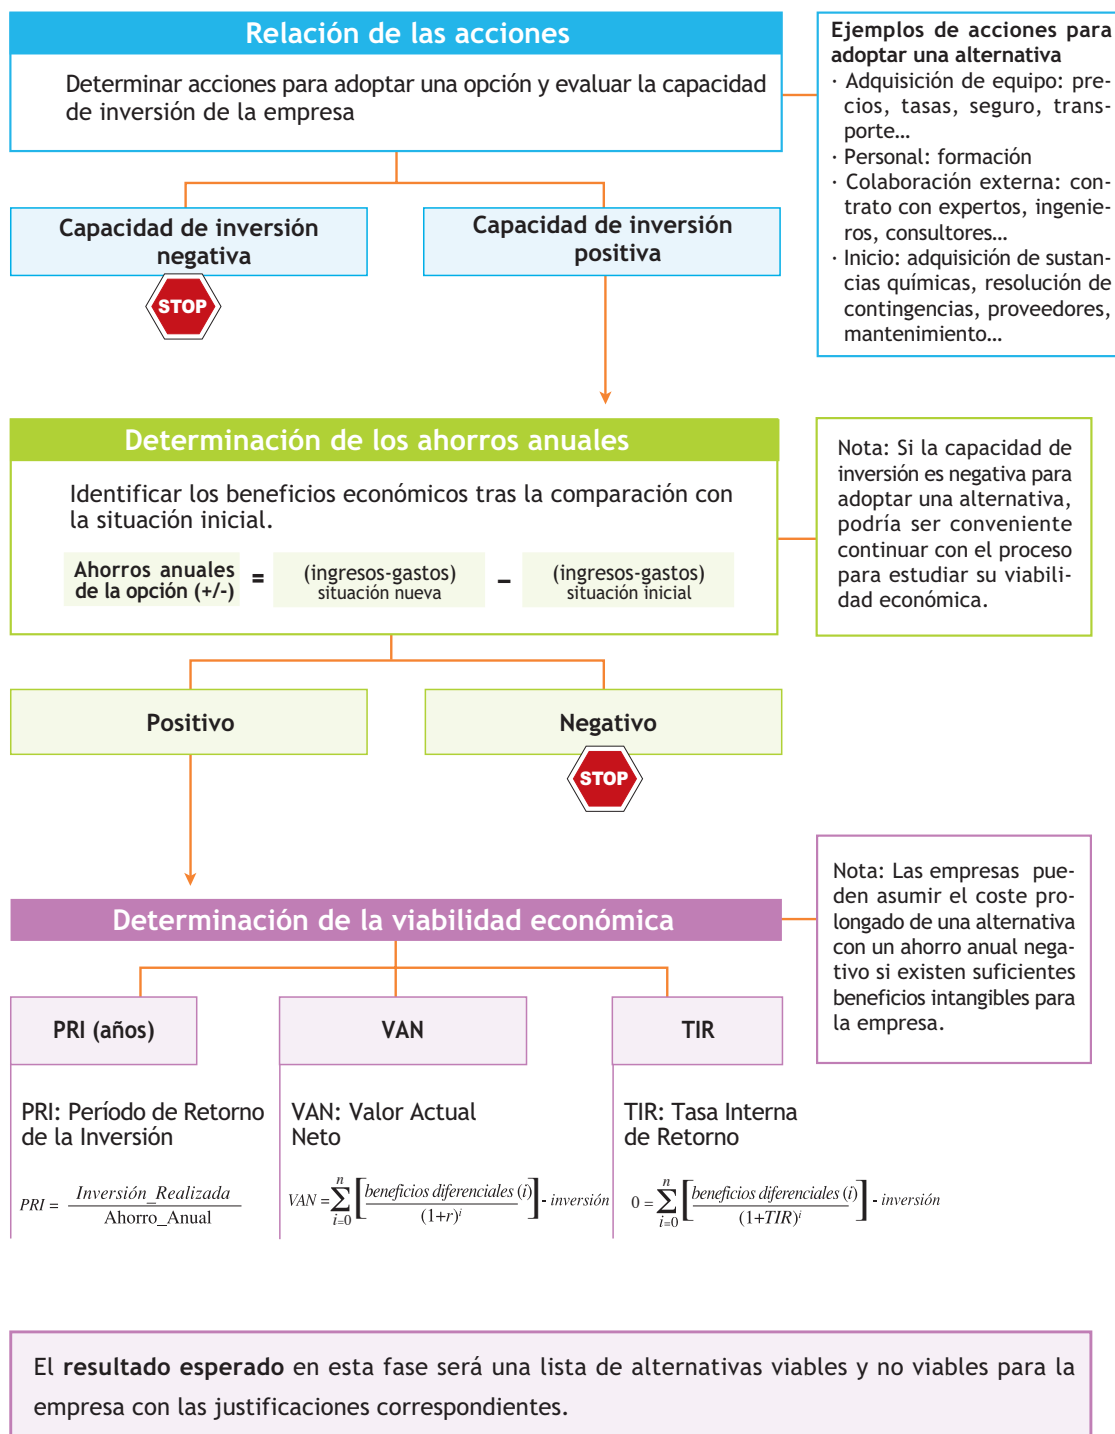 Relación de las acciones
Determinar acciones para adoptar una opción y evaluar la capacidad
de inversión de la empresa
Ejemplos de acciones para
adoptar una alternativa
· Adquisición de equipo: pre-
cios, tasas, seguro, trans-
porte...
· Personal: formación
· Colaboración externa: con-
trato con expertos, ingenie-
ros, consultores...
· Inicio: adquisición de sustan-
cias químicas, resolución de
contingencias, proveedores,
mantenimiento...
Capacidad de inversión
negativa
STOP
Capacidad de inversión
positiva
Determinación de los ahorros anuales
Identificar los beneficios económicos tras la comparación con
la situación inicial.
Ahorros anuales
de la opción (+/-)
=
(ingresos-gastos)
situación nueva
–
(ingresos-gastos)
situación inicial
Nota: Si la capacidad de
inversión es negativa para
adoptar una alternativa,
podría ser conveniente
continuar con el proceso
para estudiar su viabili-
dad económica.
Positivo
Negativo
STOP
Determinación de la viabilidad económica
Nota: Las empresas pue-
den asumir el coste pro-
longado de una alternativa
con un ahorro anual nega-
tivo si existen suficientes
beneficios intangibles para
la empresa.
PRI (años)
VAN
TIR
PRI: Período de Retorno
de la Inversión
PRI = Inversión_Realizada / Ahorro_Anual
VAN: Valor Actual
Neto
VAN = ∑ i=0 n [beneficios diferenciales (i) / (1+r)^i] - inversión
TIR: Tasa Interna
de Retorno
0 = ∑ i=0 n [beneficios diferenciales (i) / (1+TIR)^i] - inversión
El resultado esperado en esta fase será una lista de alternativas viables y no viables para la
empresa con las justificaciones correspondientes.